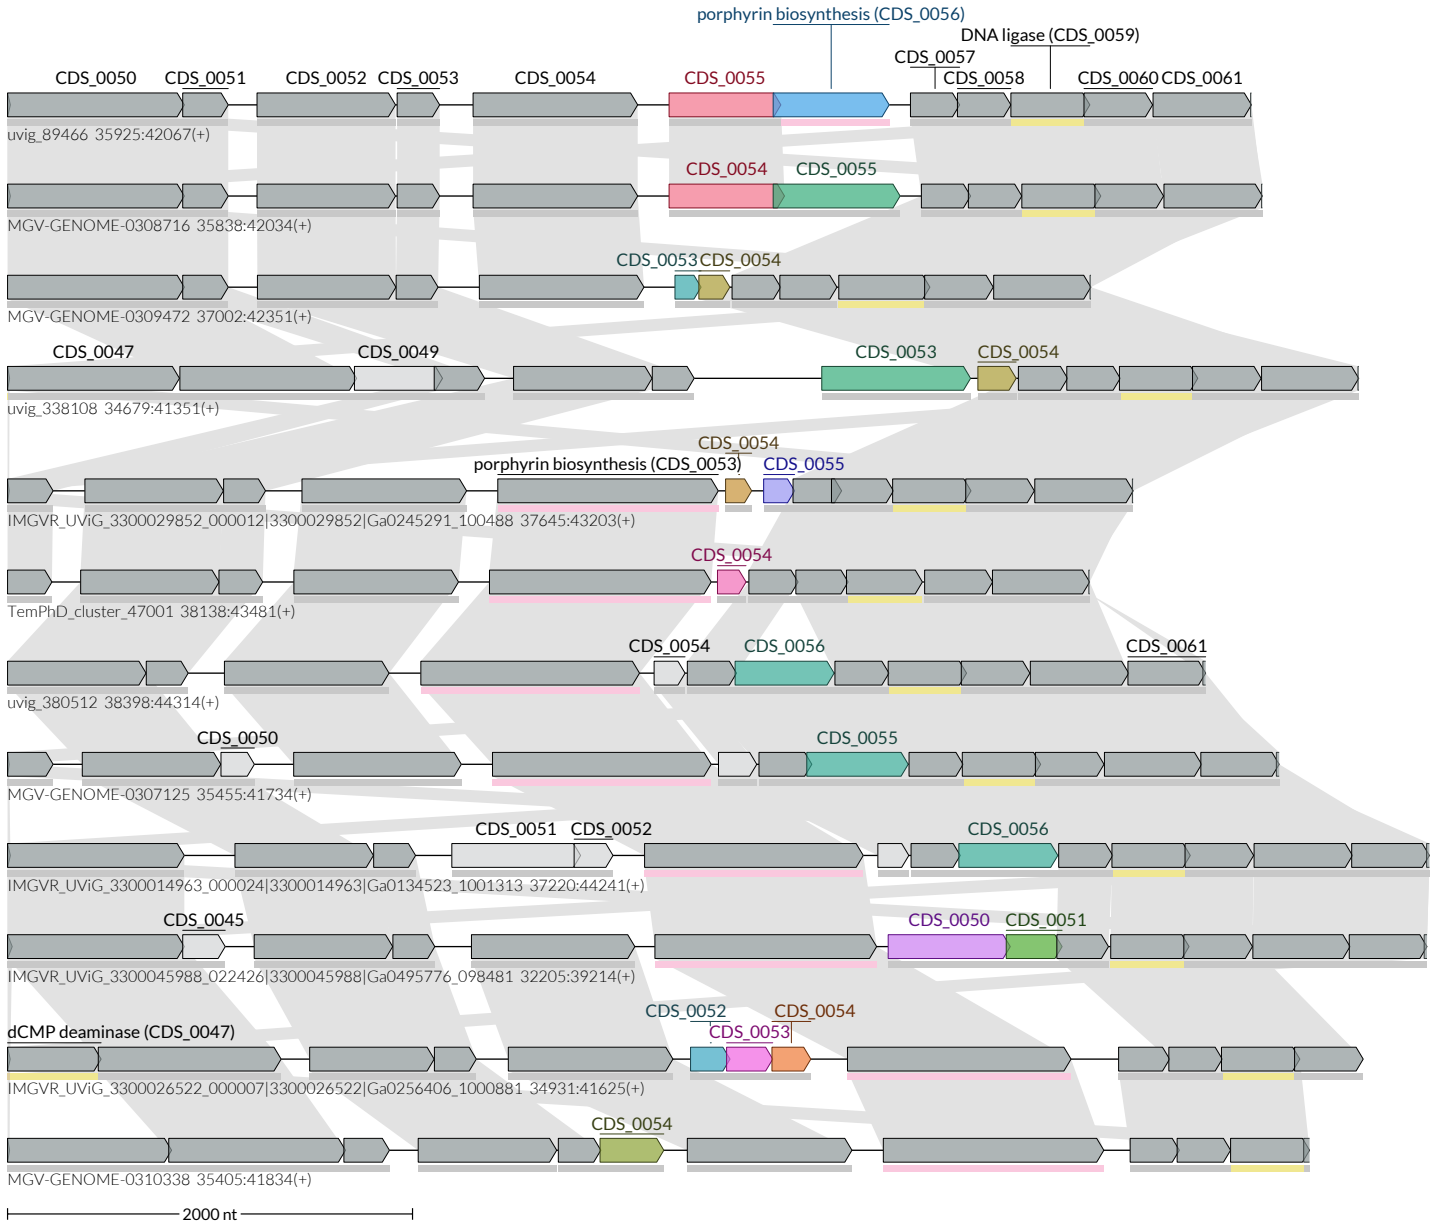 porphyrin biosynthesis (CDS_0056)
DNA ligase (CDS_0059)
CDS_0057
CDS_0050 CDS_0051 CDS_0052 CDS_0053 CDS_0054 CDS_0055 CDS_0058 CDS_0060 CDS_0061
uvig_89466 35925:42067(+)
CDS_0054 CDS_0055
MGV-GENOME-0308716 35838:42034(+)
CDS_0053 CDS_0054
MGV-GENOME-0309472 37002:42351(+)
CDS_0047 CDS_0049 CDS_0053 CDS_0054
uvig_338108 34679:41351(+)
CDS_0054
porphyrin biosynthesis (CDS_0053) CDS_0055
IMGVR_UViG_3300029852_000012|3300029852|Ga0245291_100488 37645:43203(+)
CDS_0054
TemPhD_cluster_47001 38138:43481(+)
CDS_0054 CDS_0056 CDS_0061
uvig_380512 38398:44314(+)
CDS_0050 CDS_0055
MGV-GENOME-0307125 35455:41734(+)
CDS_0051 CDS_0052 CDS_0056
IMGVR_UViG_3300014963_000024|3300014963|Ga0134523_1001313 37220:44241(+)
CDS_0045 CDS_0050 CDS_0051
IMGVR_UViG_3300045988_022426|3300045988|Ga0495776_098481 32205:39214(+)
CDS_0052 CDS_0054
dCMP deaminase (CDS_0047) CDS_0053
IMGVR_UViG_3300026522_000007|3300026522|Ga0256406_1000881 34931:41625(+)
CDS_0054
MGV-GENOME-0310338 35405:41834(+)
2000 nt